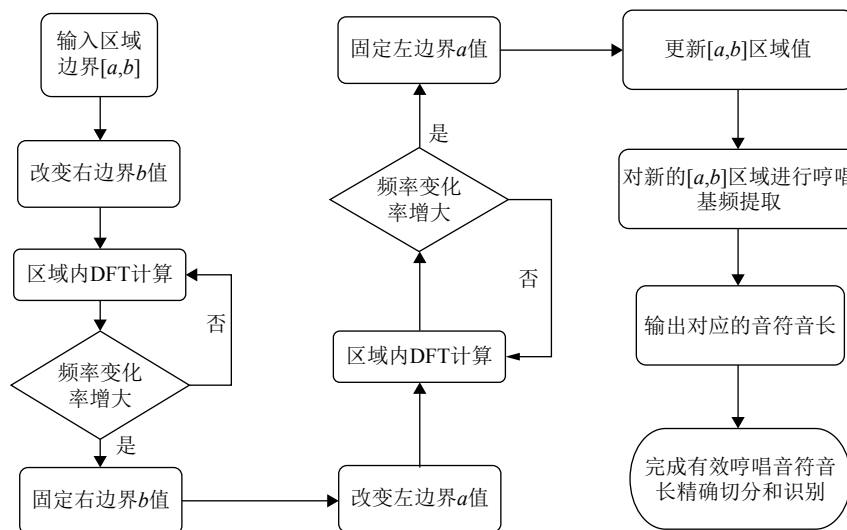 输入区域
边界[a,b]
改变右边界b值
区域内DFT计算
否
频率变化
率增大
是
固定右边界b值
固定左边界a值
是
频率变化
率增大
否
区域内DFT计算
改变左边界a值
更新[a,b]区域值
对新的[a,b]区域进行哼唱
基频提取
输出对应的音符音长
完成有效哼唱音符音
长精确切分和识别